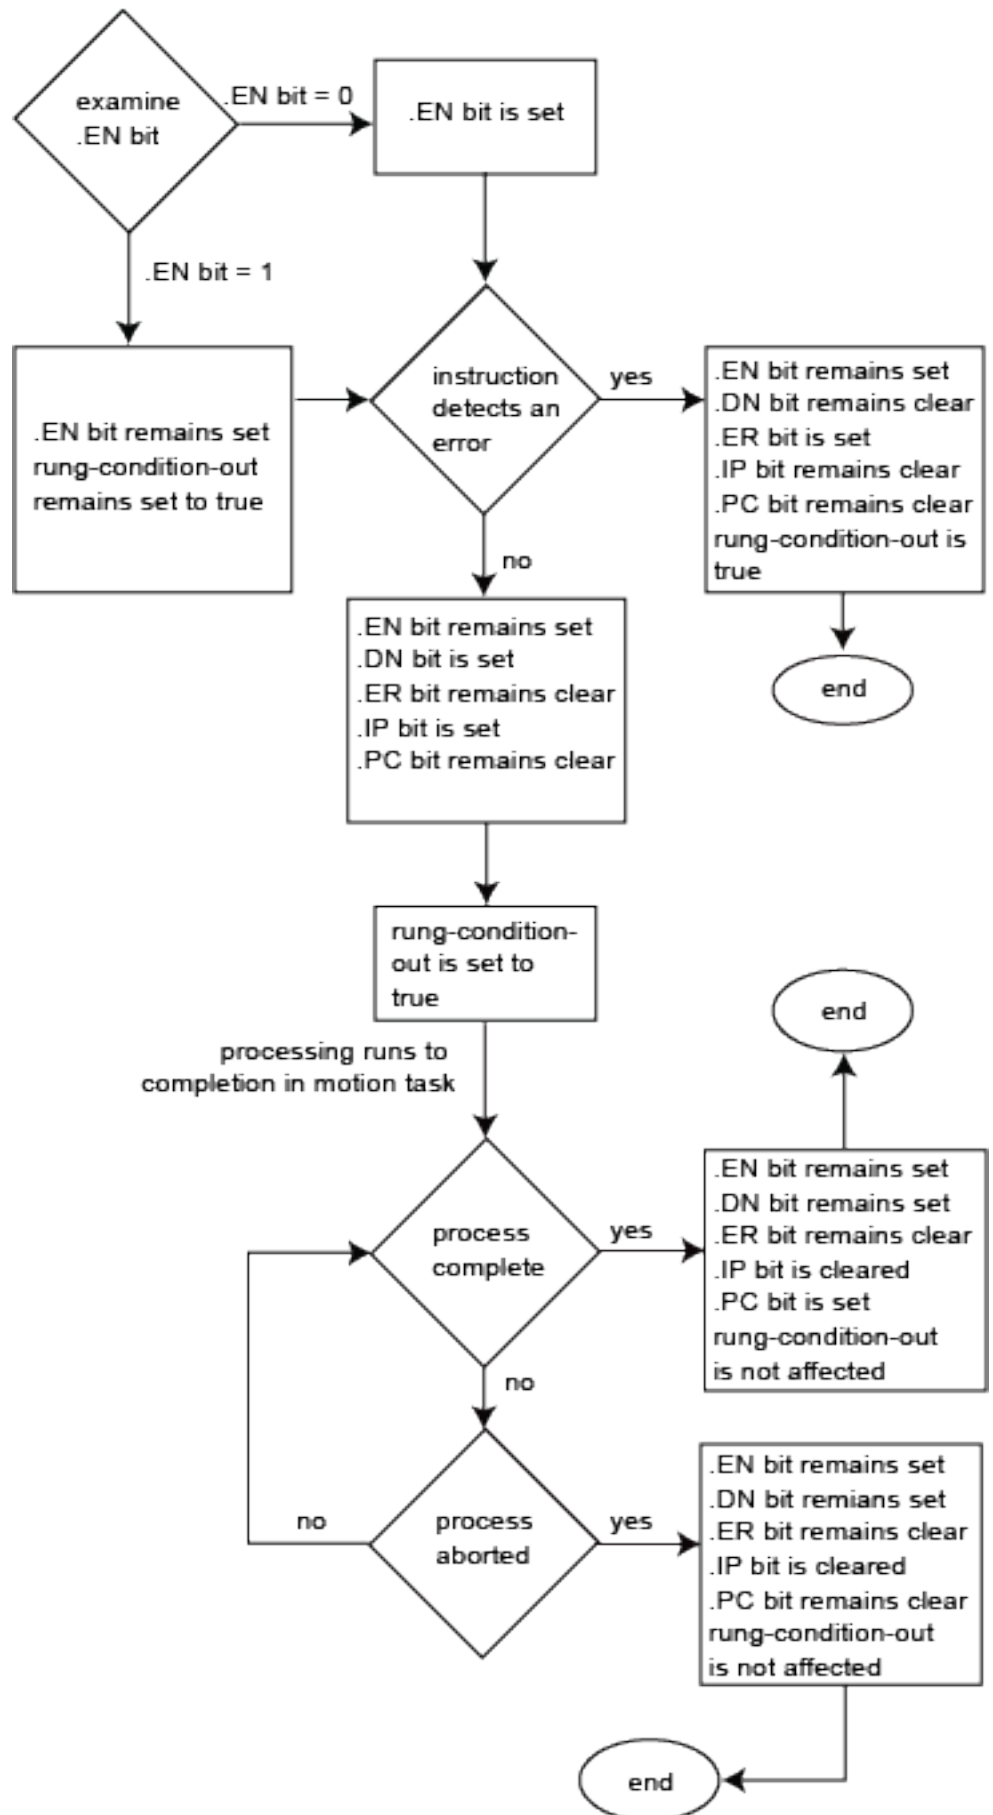 examine
.EN bit
.EN bit = 0
.EN bit is set
.EN bit = 1
.EN bit remains set
rung-condition-out
remains set to true
instruction
detects an
error
yes
.EN bit remains set
.DN bit remains clear
.ER bit is set
.IP bit remains clear
.PC bit remains clear
rung-condition-out is
true
end
no
.EN bit remains set
.DN bit is set
.ER bit remains clear
.IP bit is set
.PC bit remains clear
rung-condition-
out is set to
true
processing runs to
completion in motion task
process
complete
yes
.EN bit remains set
.DN bit remains set
.ER bit remains clear
.IP bit is cleared
.PC bit is set
rung-condition-out
is not affected
end
no
process
aborted
no
yes
.EN bit remains set
.DN bit remians set
.ER bit remains clear
.IP bit is cleared
.PC bit remains clear
rung-condition-out
is not affected
end